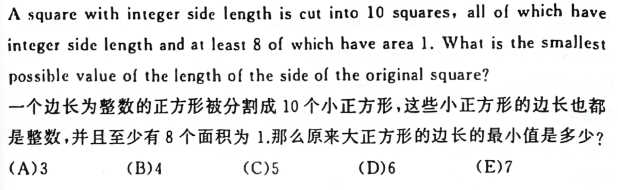 A square with integer side length is cut into 10 squares, all of which have
integer side length and at least 8 of which have area 1. What is the smallest
possible value of the length of the side of the original square?
一个边长为整数的正方形被分割成 10 个小正方形,这些小正方形的边长也都
是整数,并且至少有 8 个面积为 1.那么原来大正方形的边长的最小值是多少?
(A)3 (B)4 (C)5 (D)6 (E)7